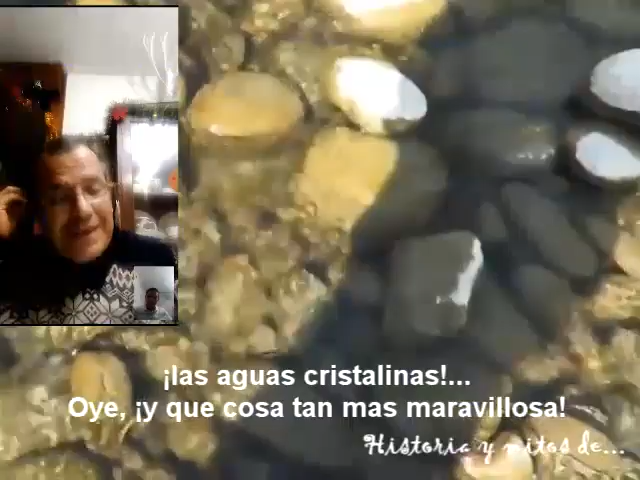 ¡las aguas cristalinas!...
Oye, ¡y que cosa tan mas maravillosa!
Historia y mitos de...